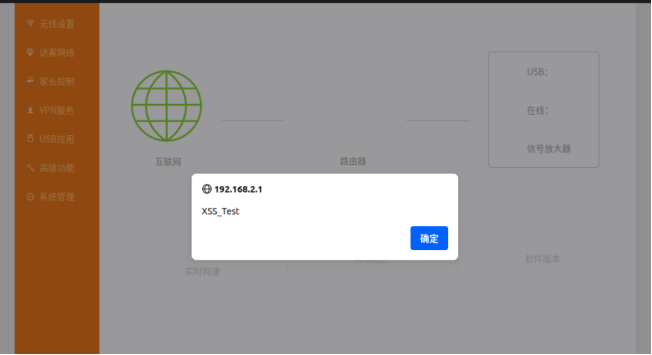 无线设置
访客网络
家长控制
VPN服务
USB应用
高级功能
系统管理
USB：
在线：
信号放大器
互联网
路由器
192.168.2.1
XSS_Test
确定
实时网速
软件版本